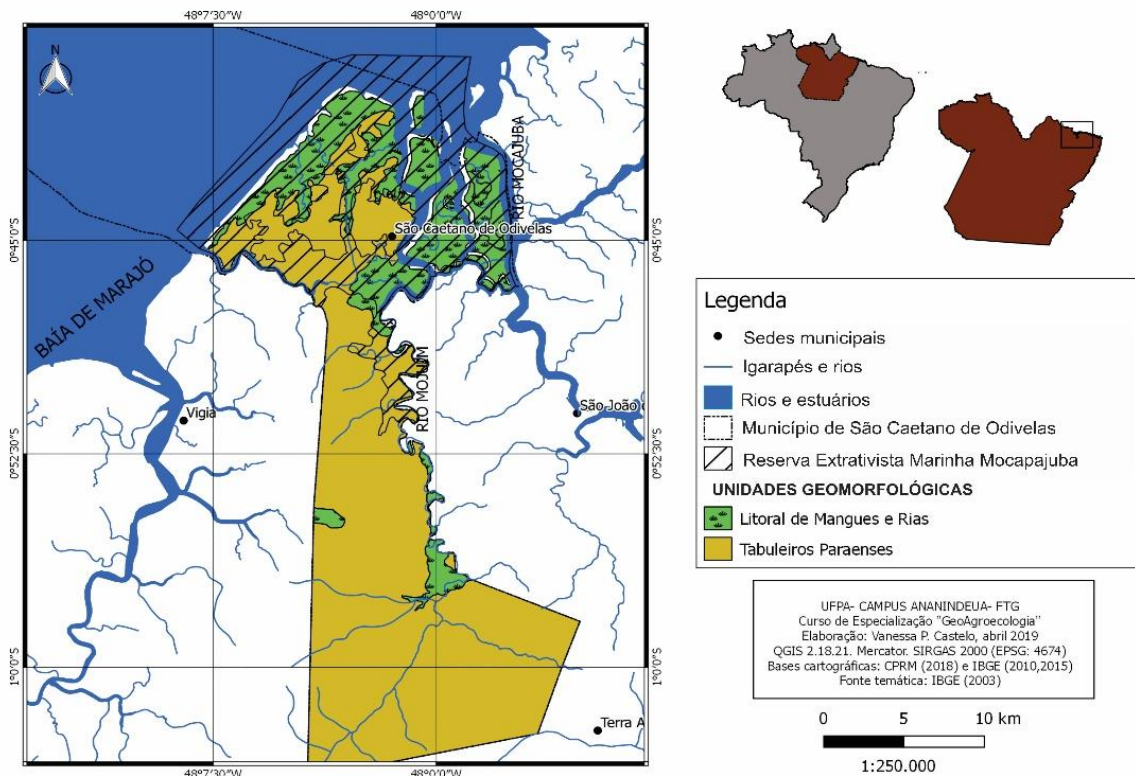 48°7'30"W
48°0'0"W
N
0°45'0"S
0°45'0"S
0°52'30"S
0°52'30"S
1°0'0"S
1°0'0"S
48°7'30"W
48°0'0"W
RIO MOCAJUBA
São Caetano de Odivelas
BAÍA DE MARAJÓ
RIO MOJUIM
Vigia
São João
Terra A
Legenda
Sedes municipais
Igarapés e rios
Rios e estuários
Município de São Caetano de Odivelas
Reserva Extrativista Marinha Mocapajuba
UNIDADES GEOMORFOLÓGICAS
Litoral de Mangues e Rias
Tabuleiros Paraenses
UFPA- CAMPUS ANANINDEUA- FTG
Curso de Especialização "GeoAgroecologia"
Elaboração: Vanessa P. Castelo, abril 2019
QGIS 2.18.21. Mercator. SIRGAS 2000 (EPSG: 4674)
Bases cartográficas: CPRM (2018) e IBGE (2010,2015)
Fonte temática: IBGE (2003)
0 5 10 km
1:250.000